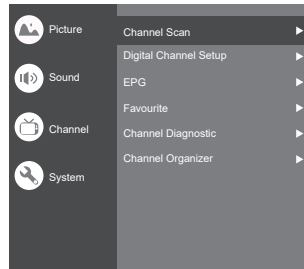 Picture
Sound
Channel
System
Channel Scan
Digital Channel Setup
EPG
Favourite
Channel Diagnostic
Channel Organizer